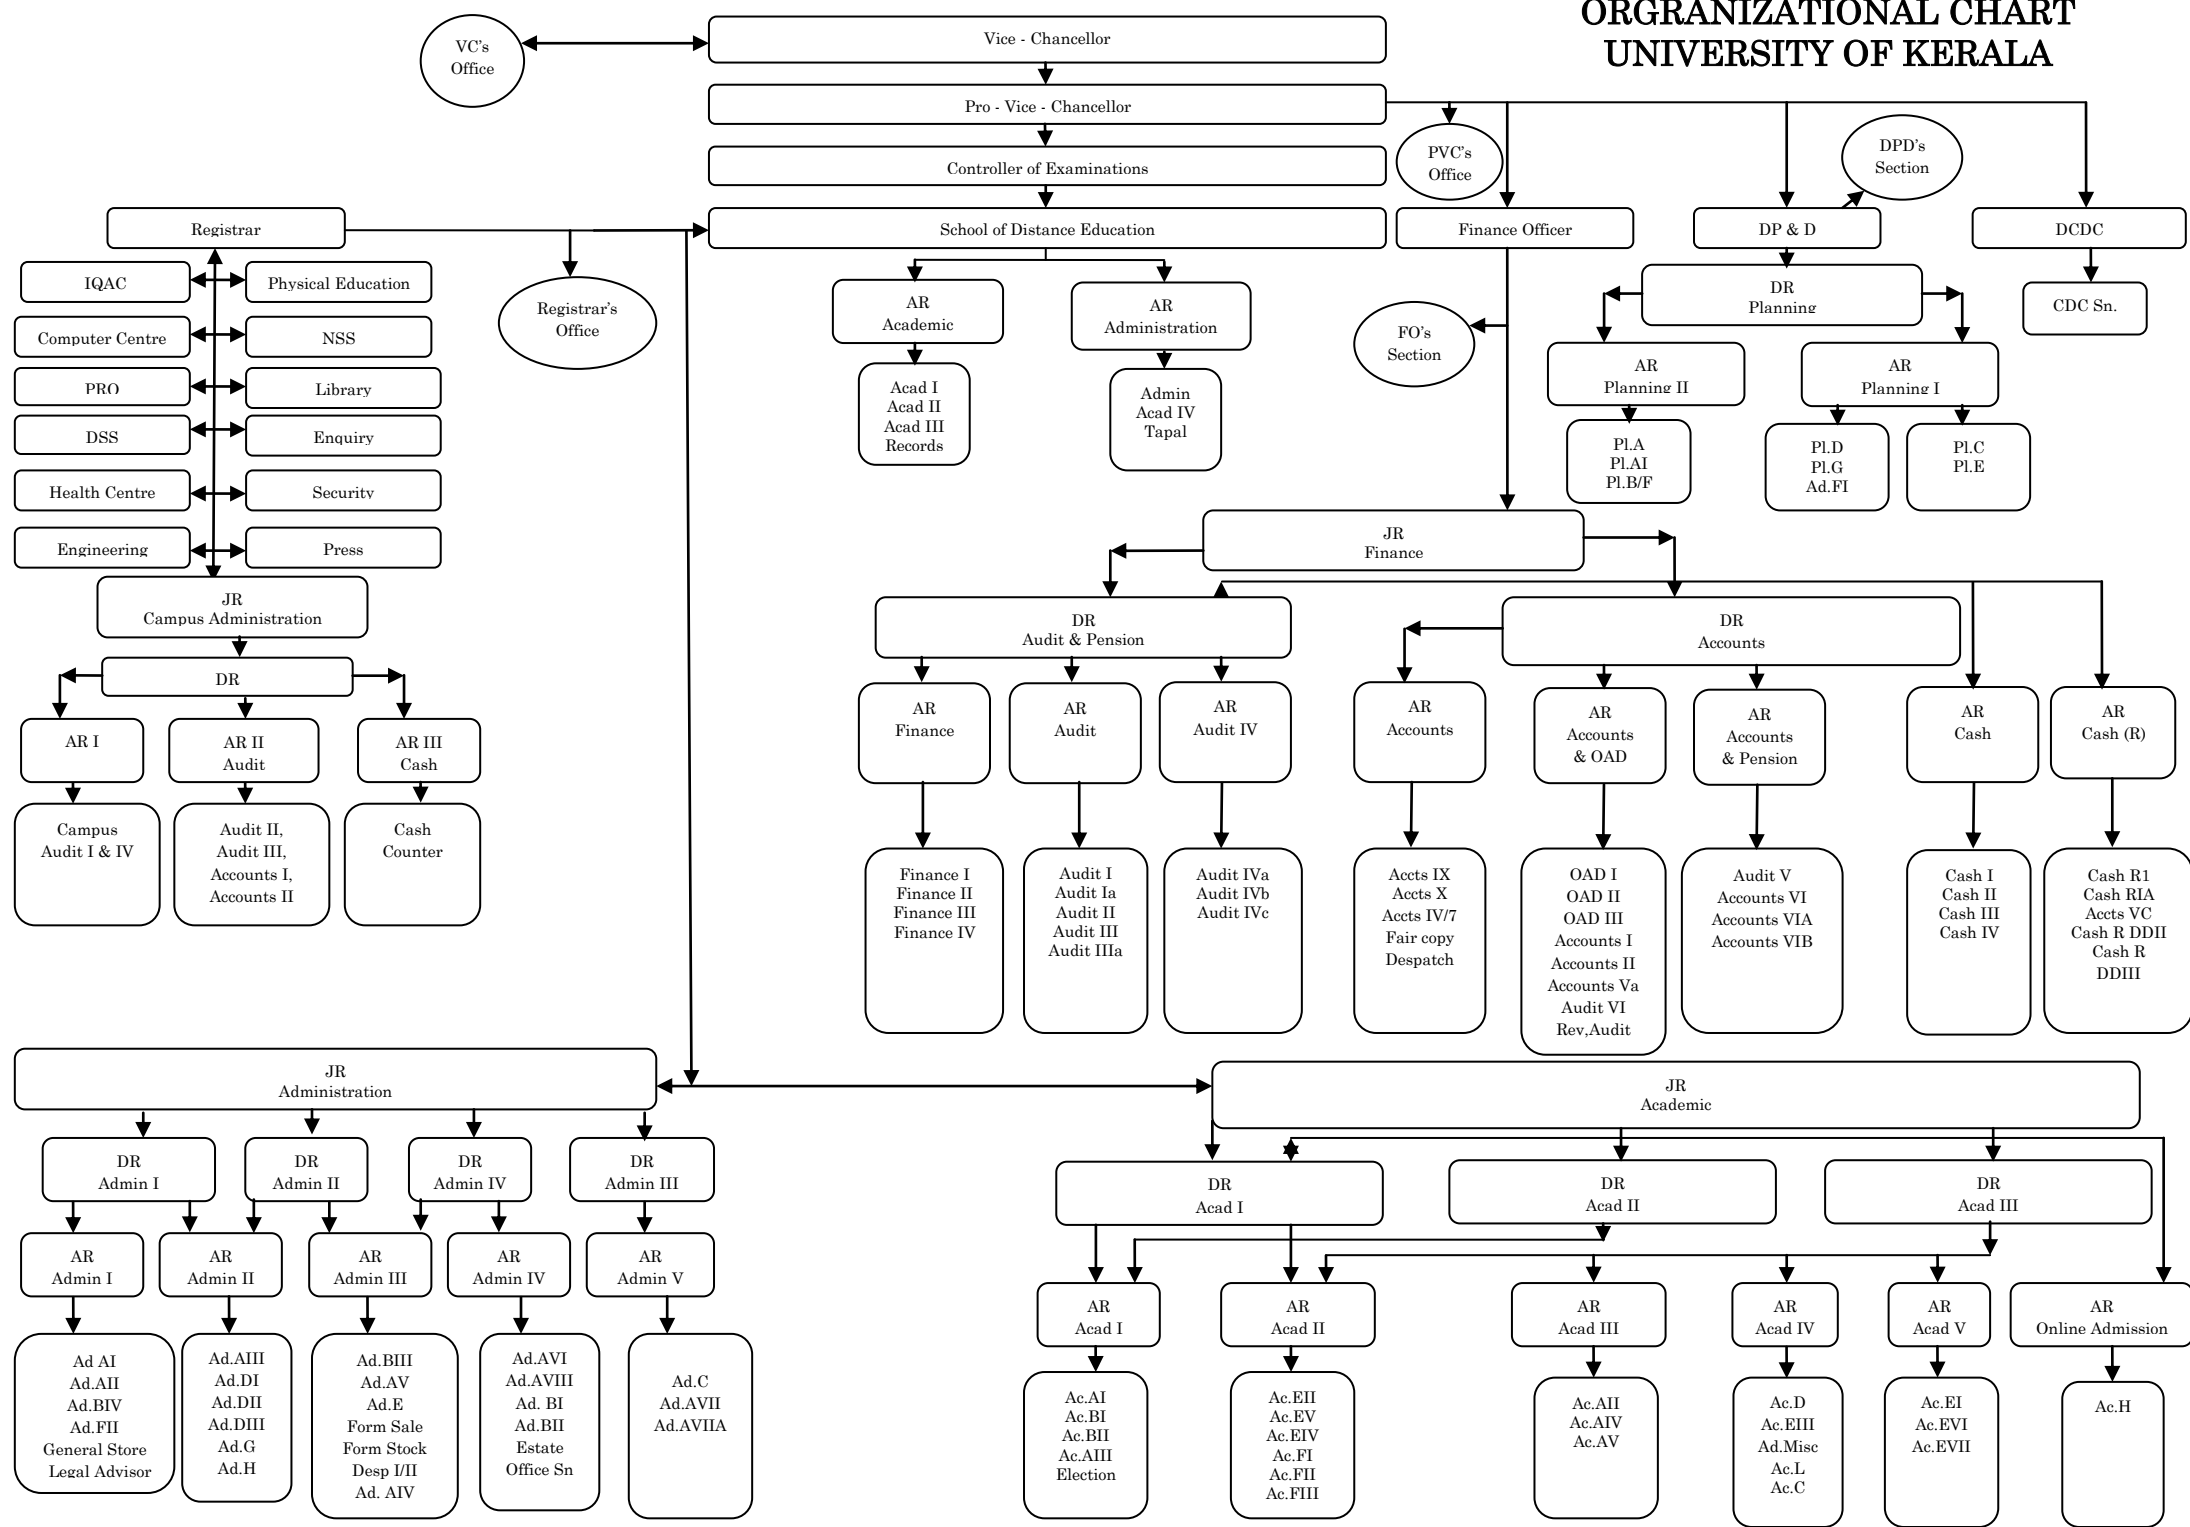 ORGRANIZATIONAL CHART
UNIVERSITY OF KERALA
VC's
Office
Vice - Chancellor
Pro - Vice - Chancellor
Controller of Examinations
PVC's
Office
DPD's
Section
Registrar
School of Distance Education
Finance Officer
DP & D
DCDC
IQAC
Physical Education
Computer Centre
NSS
PRO
Library
DSS
Enquiry
Health Centre
Security
Engineering
Press
Registrar's
Office
AR
Academic
AR
Administration
Acad I
Acad II
Acad III
Records
Admin
Acad IV
Tapal
FO's
Section
DR
Planning
CDC Sn.
AR
Planning II
AR
Planning I
Pl.A
Pl.AI
Pl.B/F
Pl.D
Pl.G
Ad.FI
Pl.C
Pl.E
JR
Finance
JR
Campus Administration
DR
AR I
AR II
Audit
AR III
Cash
Campus
Audit I & IV
Audit II,
Audit III,
Accounts I,
Accounts II
Cash
Counter
DR
Audit & Pension
DR
Accounts
AR
Finance
AR
Audit
AR
Audit IV
AR
Accounts
AR
Accounts
& OAD
AR
Accounts
& Pension
AR
Cash
AR
Cash (R)
Finance I
Finance II
Finance III
Finance IV
Audit I
Audit Ia
Audit II
Audit III
Audit IIIa
Audit IVa
Audit IVb
Audit IVc
Accts IX
Accts X
Accts IV/7
Fair copy
Despatch
OAD I
OAD II
OAD III
Accounts I
Accounts II
Accounts Va
Audit VI
Rev,Audit
Audit V
Accounts VI
Accounts VIA
Accounts VIB
Cash I
Cash II
Cash III
Cash IV
Cash R1
Cash RIA
Accts VC
Cash R DDII
Cash R
DDIII
JR
Administration
DR
Admin I
DR
Admin II
DR
Admin IV
DR
Admin III
AR
Admin I
AR
Admin II
AR
Admin III
AR
Admin IV
AR
Admin V
Ad AI
Ad.AII
Ad.BIV
Ad.FII
General Store
Legal Advisor
Ad.AIII
Ad.DI
Ad.DII
Ad.DIII
Ad.G
Ad.H
Ad.BIII
Ad.AV
Ad.E
Form Sale
Form Stock
Desp I/II
Ad. AIV
Ad.AVI
Ad.AVIII
Ad. BI
Ad.BII
Estate
Office Sn
Ad.C
Ad.AVII
Ad.AVIIA
JR
Academic
DR
Acad I
DR
Acad II
DR
Acad III
AR
Acad I
AR
Acad II
AR
Acad III
AR
Acad IV
AR
Acad V
AR
Online Admission
Ac.AI
Ac.BI
Ac.BII
Ac.AIII
Election
Ac.EII
Ac.EV
Ac.EIV
Ac.FI
Ac.FII
Ac.FIII
Ac.AII
Ac.AIV
Ac.AV
Ac.D
Ac.EIII
Ad.Misc
Ac.L
Ac.C
Ac.EI
Ac.EVI
Ac.EVII
Ac.H